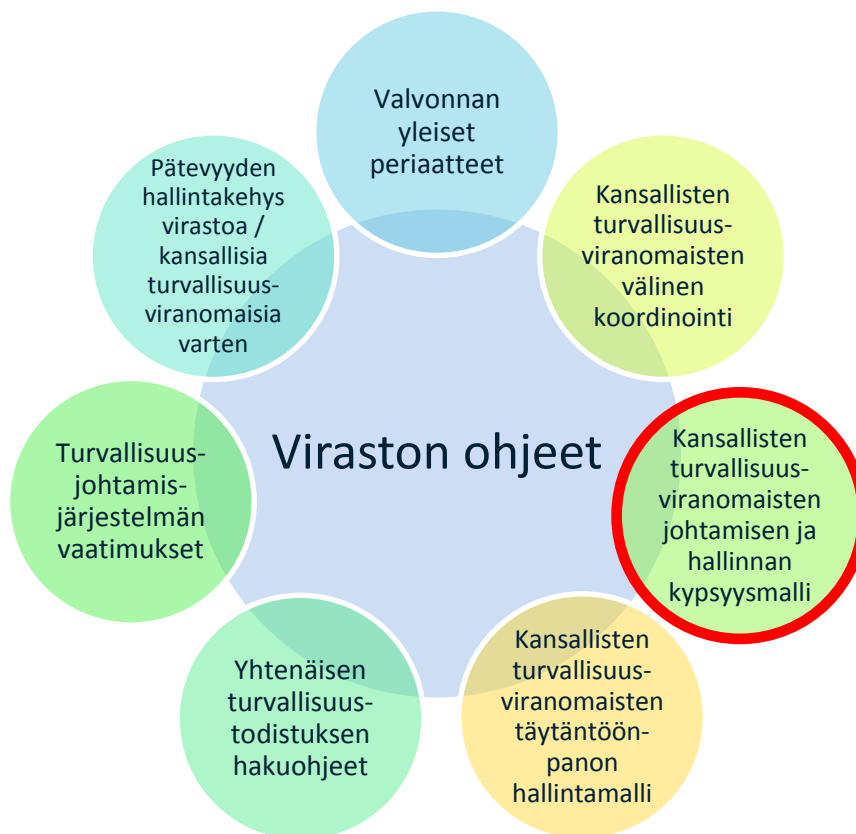 Valvonnan
yleiset
periaatteet
Kansallisten
turvallisuus-
viranomaisten
välinen
koordinointi
Kansallisten
turvallisuus-
viranomaisten
johtamisen ja
hallinnan
kypsyysmalli
Kansallisten
turvallisuus-
viranomaisten
täytäntöön-
panon
hallintamalli
Yhtenäisen
turvallisuus-
todistuksen
hakuohjeet
Turvallisuus-
johtamis-
järjestelmän
vaatimukset
Pätevyyden
hallintakehys
virastoa /
kansallisia
turvallisuus-
viranomaisia
varten
Viraston ohjeet